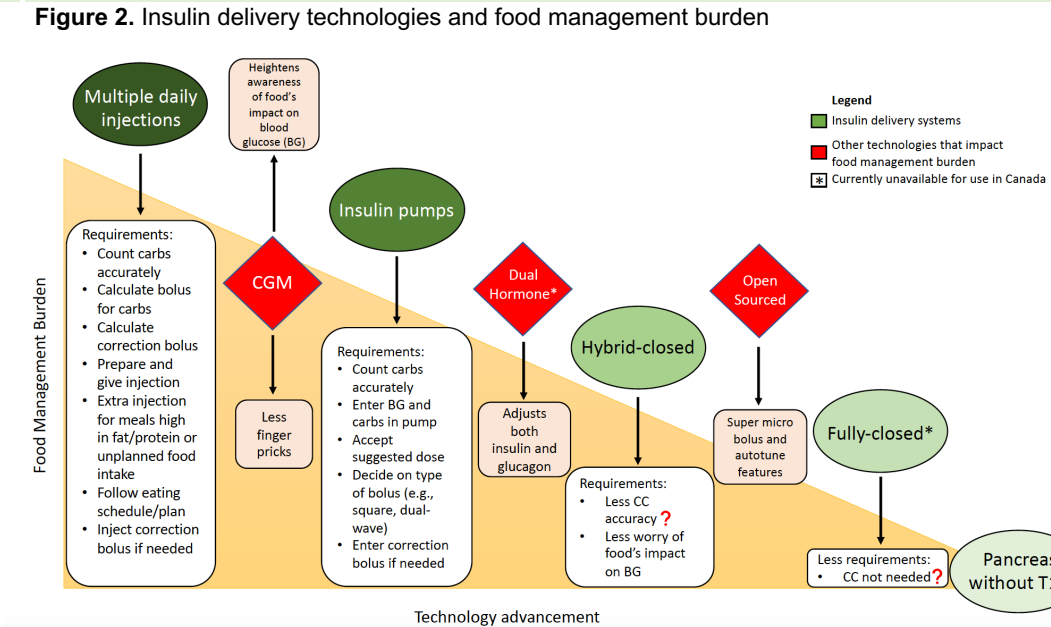 Figure 2. Insulin delivery technologies and food management burden
Multiple daily
injections
Heightens
awareness
of food's
impact on
blood
glucose (BG)
Legend
Insulin delivery systems
Other technologies that impact
food management burden
* Currently unavailable for use in Canada
Insulin pumps
Requirements:
• Count carbs
accurately
• Calculate bolus
for carbs
• Calculate
correction bolus
• Prepare and
give injection
• Extra injection
for meals high
in fat/protein or
unplanned food
intake
• Follow eating
schedule/plan
• Inject correction
bolus if needed
CGM
Less
finger
pricks
Requirements:
• Count carbs
accurately
• Enter BG and
carbs in pump
• Accept
suggested dose
• Decide on type
of bolus (e.g.,
square, dual-
wave)
• Enter correction
bolus if needed
Dual
Hormone*
Adjusts
both
insulin and
glucagon
Hybrid-closed
Requirements:
• Less CC
accuracy ?
• Less worry of
food's impact
on BG
Open
Sourced
Super micro
bolus and
autotune
features
Fully-closed*
Less requirements:
• CC not needed?
Pancreas
without T
Food Management Burden
Technology advancement